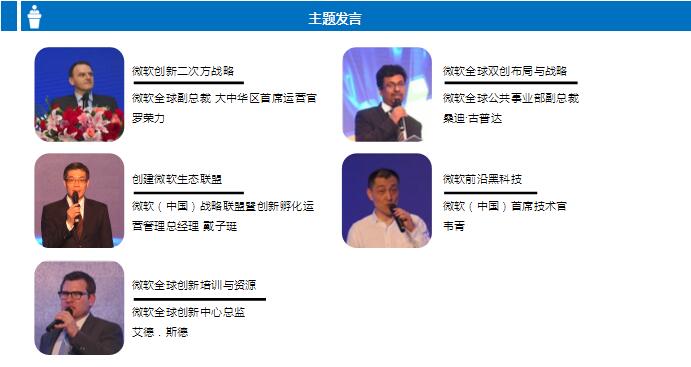 主题发言
微软创新二次方战略
微软全球副总裁 大中华区首席运营官
罗荣力
微软全球双创布局与战略
微软全球公共事业部副总裁
桑迪·古普达
创建微软生态联盟
微软（中国）战略联盟暨创新孵化运
营管理总经理 戴子珽
微软前沿黑科技
微软（中国）首席技术官
韦青
微软全球创新培训与资源
微软全球创新中心总监
艾德．斯德